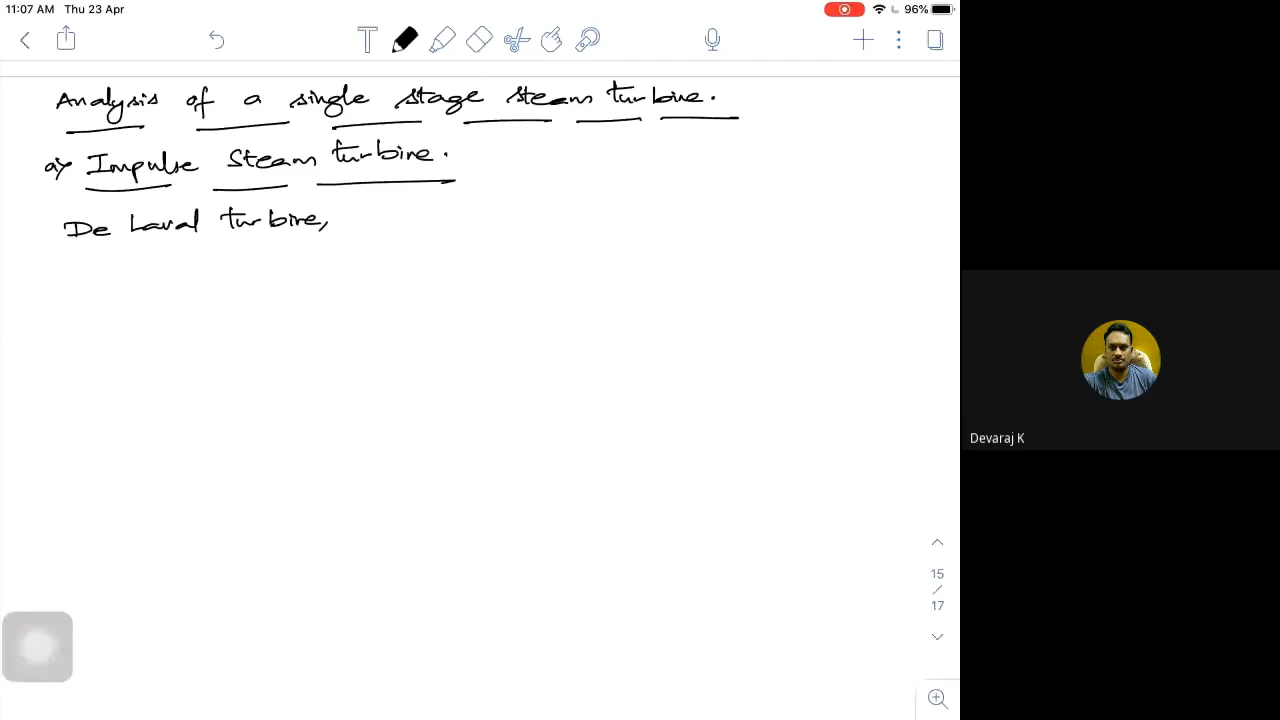 11:07 AM Thu 23 Apr
96%
T
Analysis of a single stage steam turbine.
a) Impulse steam turbine.
De Laval turbine,
Devaraj K
15
/
17